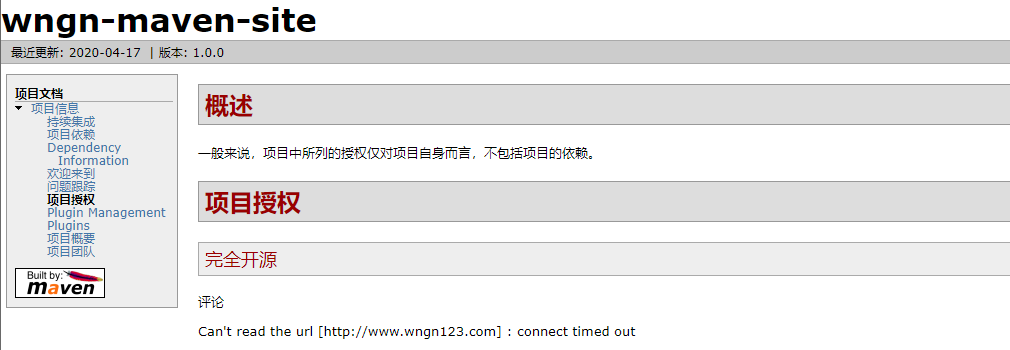 wngn-maven-site
最近更新: 2020-04-17 | 版本: 1.0.0
项目文档
项目信息
持续集成
项目依赖
Dependency
Information
欢迎来到
问题跟踪
项目授权
Plugin Management
Plugins
项目概要
项目团队
Built by:
maven
概述
一般来说，项目中所列的授权仅对项目自身而言，不包括项目的依赖。
项目授权
完全开源
评论
Can't read the url [http://www.wngn123.com] : connect timed out